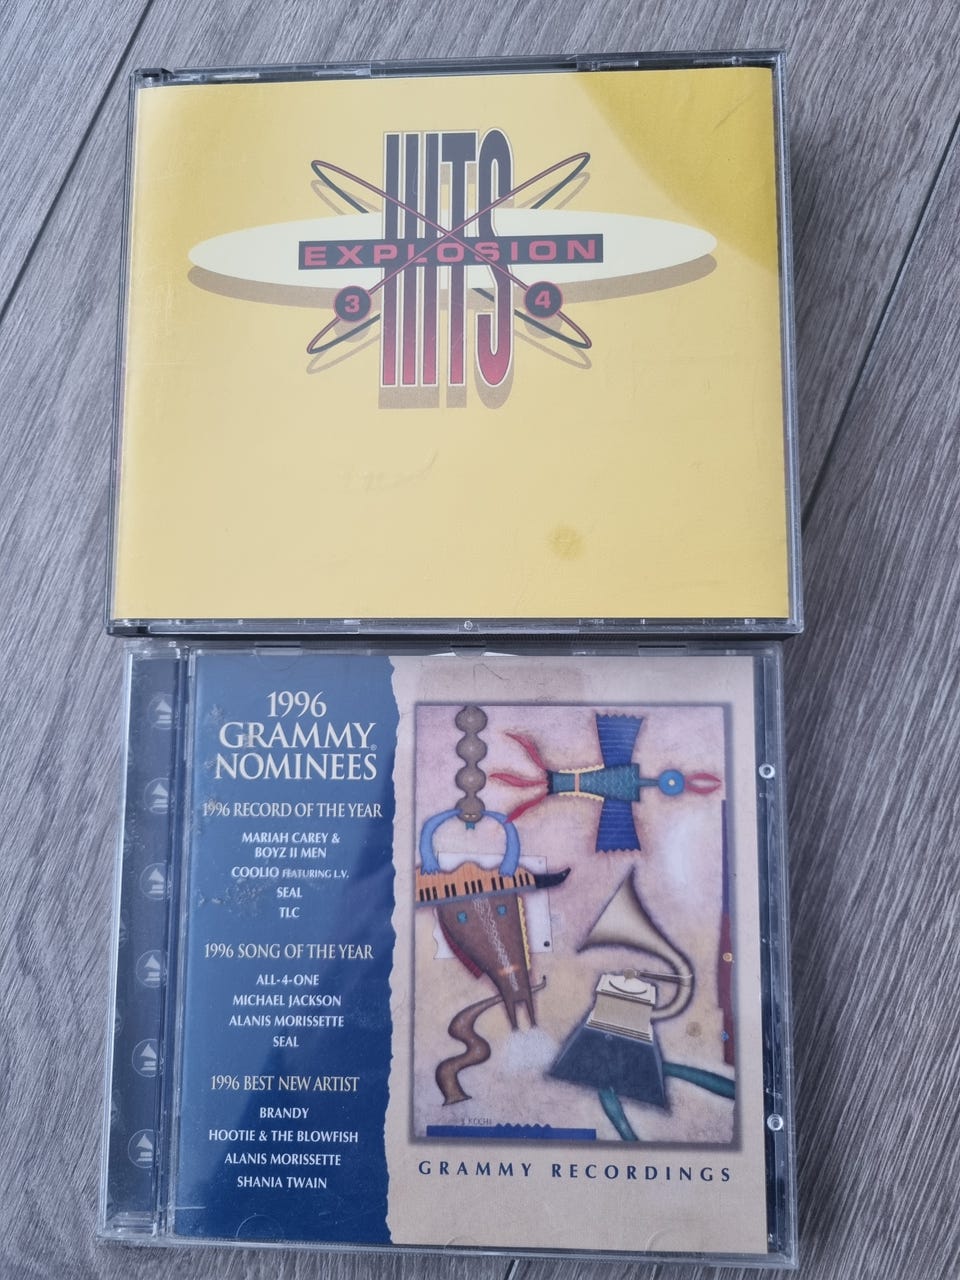 HITS
EXPLOSION
3 4
1996
GRAMMY®
NOMINEES
1996 RECORD OF THE YEAR
MARIAH CAREY &
BOYZ II MEN
COOLIO FEATURING L.V.
SEAL
TLC
1996 SONG OF THE YEAR
ALL-4-ONE
MICHAEL JACKSON
ALANIS MORISSETTE
SEAL
1996 BEST NEW ARTIST
BRANDY
HOOTIE & THE BLOWFISH
ALANIS MORISSETTE
SHANIA TWAIN
KOCHI
GRAMMY RECORDINGS